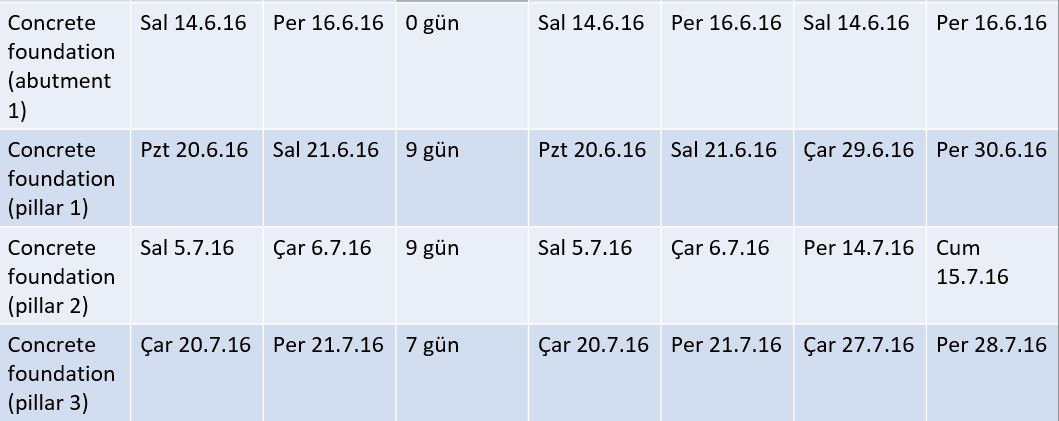 Concrete Sal 14.6.16 Per 16.6.16 0 gün Sal 14.6.16 Per 16.6.16 Sal 14.6.16 Per 16.6.16
foundation
(abutment
1)
Concrete Pzt 20.6.16 Sal 21.6.16 9 gün Pzt 20.6.16 Sal 21.6.16 Çar 29.6.16 Per 30.6.16
foundation
(pillar 1)
Concrete Sal 5.7.16 Çar 6.7.16 9 gün Sal 5.7.16 Çar 6.7.16 Per 14.7.16 Cum
foundation 15.7.16
(pillar 2)
Concrete Çar 20.7.16 Per 21.7.16 7 gün Çar 20.7.16 Per 21.7.16 Çar 27.7.16 Per 28.7.16
foundation
(pillar 3)